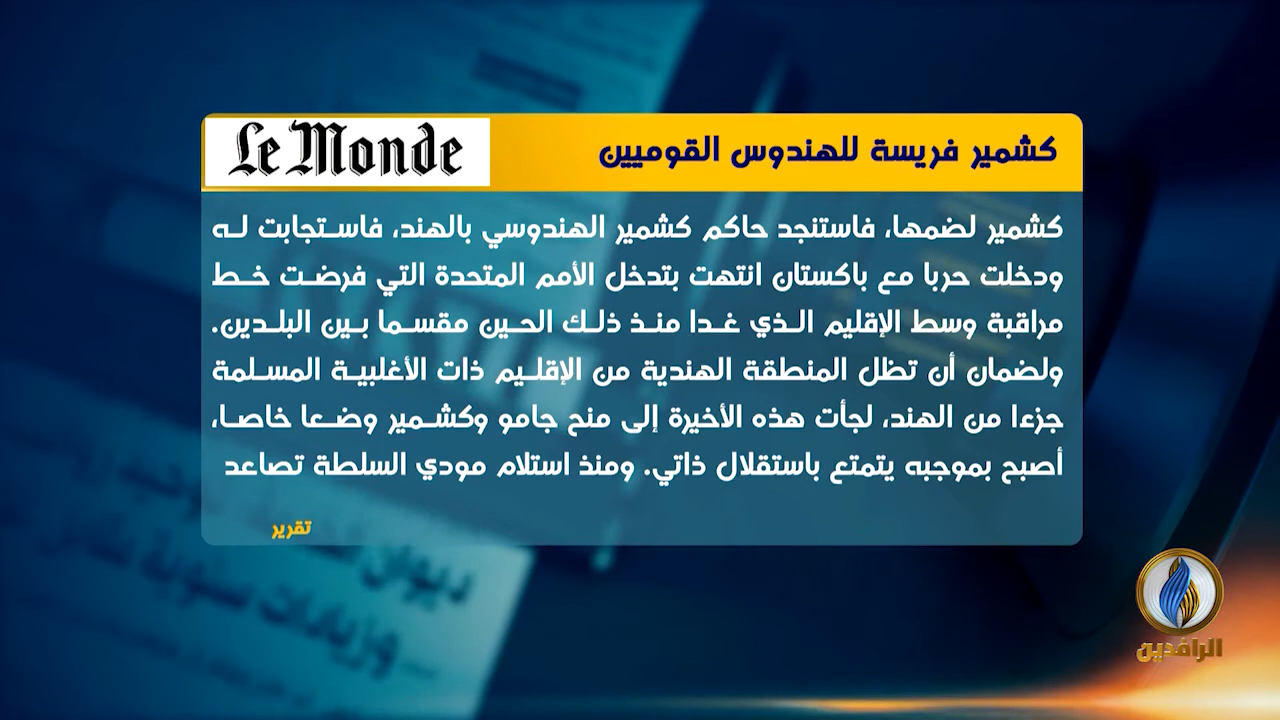 كشمير فريسة للهندوس القوميين
Le Monde
كشمير لضمها، فاستنجد حاكم كشمير الهندوسي بالهند، فاستجابت له
ودخلت حربا مع باكستان انتهت بتدخل الأمم المتحدة التي فرضت خط
مراقبة وسط الإقليم الذي غدا منذ ذلك الحين مقسما بين البلدين.
ولضمان أن تظل المنطقة الهندية من الإقليم ذات الأغلبية المسلمة
جزءا من الهند، لجأت هذه الأخيرة إلى منح جامو وكشمير وضعا خاصا،
أصبح بموجبه يتمتع باستقلال ذاتي. ومنذ استلام مودي السلطة تصاعد
تقرير
ديوان
وزيادات سنوية
الرافدين